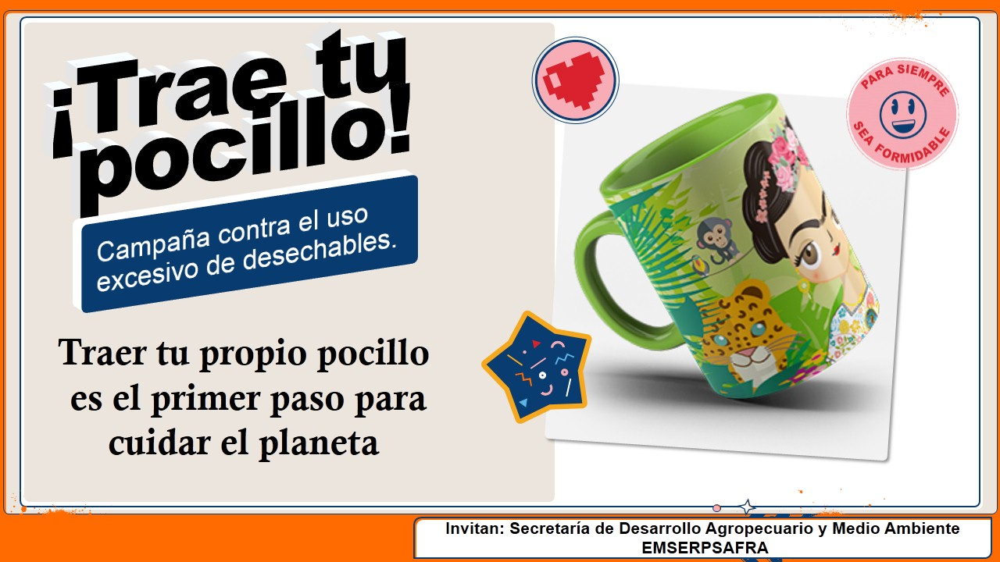 ¡Trae tu
pocillo!
Campaña contra el uso
excesivo de desechables.
Traer tu propio pocillo
es el primer paso para
cuidar el planeta
PARA SIEMPRE
SEA FORMIDABLE
Invitan: Secretaría de Desarrollo Agropecuario y Medio Ambiente
EMSERPSAFRA